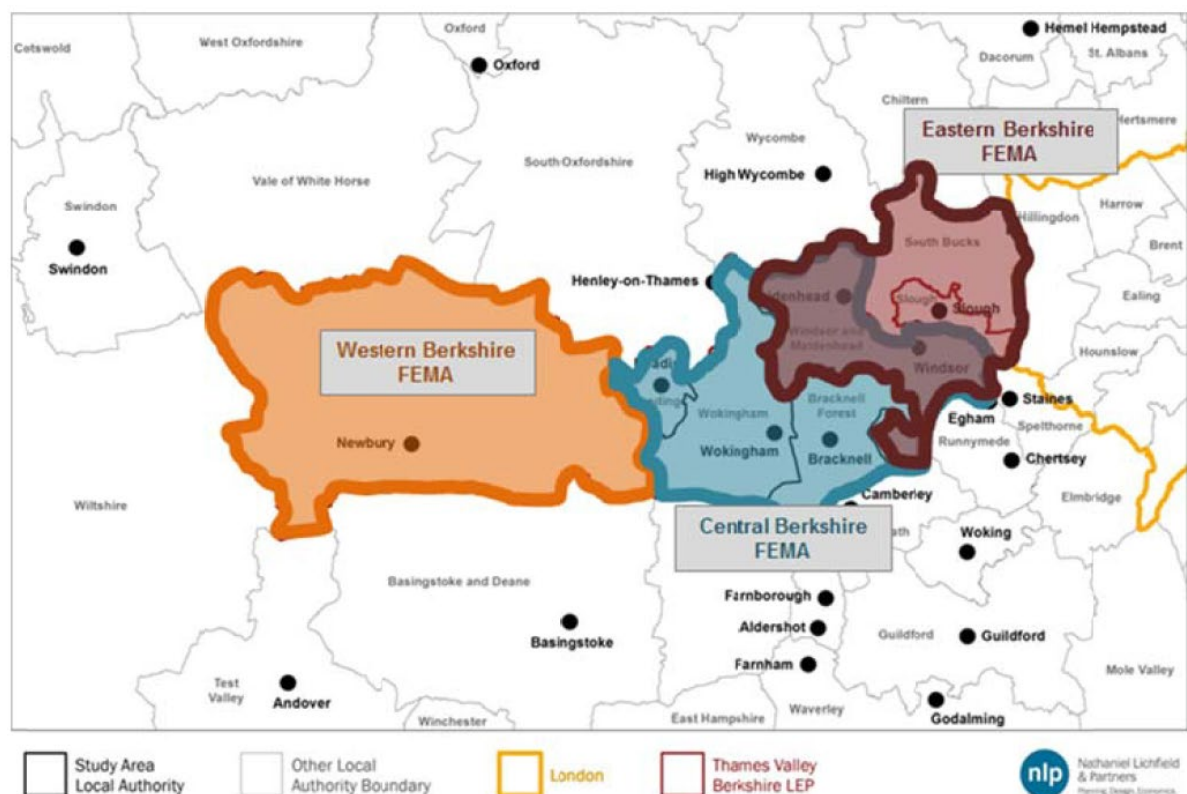 Cotswold
West Oxfordshire
Oxford
Oxford
Hemel Hempstead
Dacorum
St. Albans
Chiltern
Hertsmere
Eastern Berkshire
FEMA
Wycombe
High Wycombe
South Oxfordshire
Vale of White Horse
Swindon
Swindon
Hillingdon
Harrow
Brent
South Bucks
Henley-on-Thames
idenhead
Slough
Slough
Ealing
Windsor and
Maidenhead
Windsor
Hounslow
Western Berkshire
FEMA
Newbury
Wokingham
Wokingham
Bracknell
Forest
Bracknell
Egham
Staines
Spelthorne
Runnymede
Chertsey
Camberley
Elmbridge
Central Berkshire
FEMA
Wiltshire
Woking
Basingstoke and Deane
Basingstoke
Farnborough
Aldershot
Farnham
Guildford
Guildford
Mole Valley
Test
Valley
Andover
Winchester
East Hampshire
Waverley
Godalming
Study Area
Local Authority
Other Local
Authority Boundary
London
Thames Valley
Berkshire LEP
nlp
Nathaniel Lichfield
& Partners
Planning. Design. Economics.